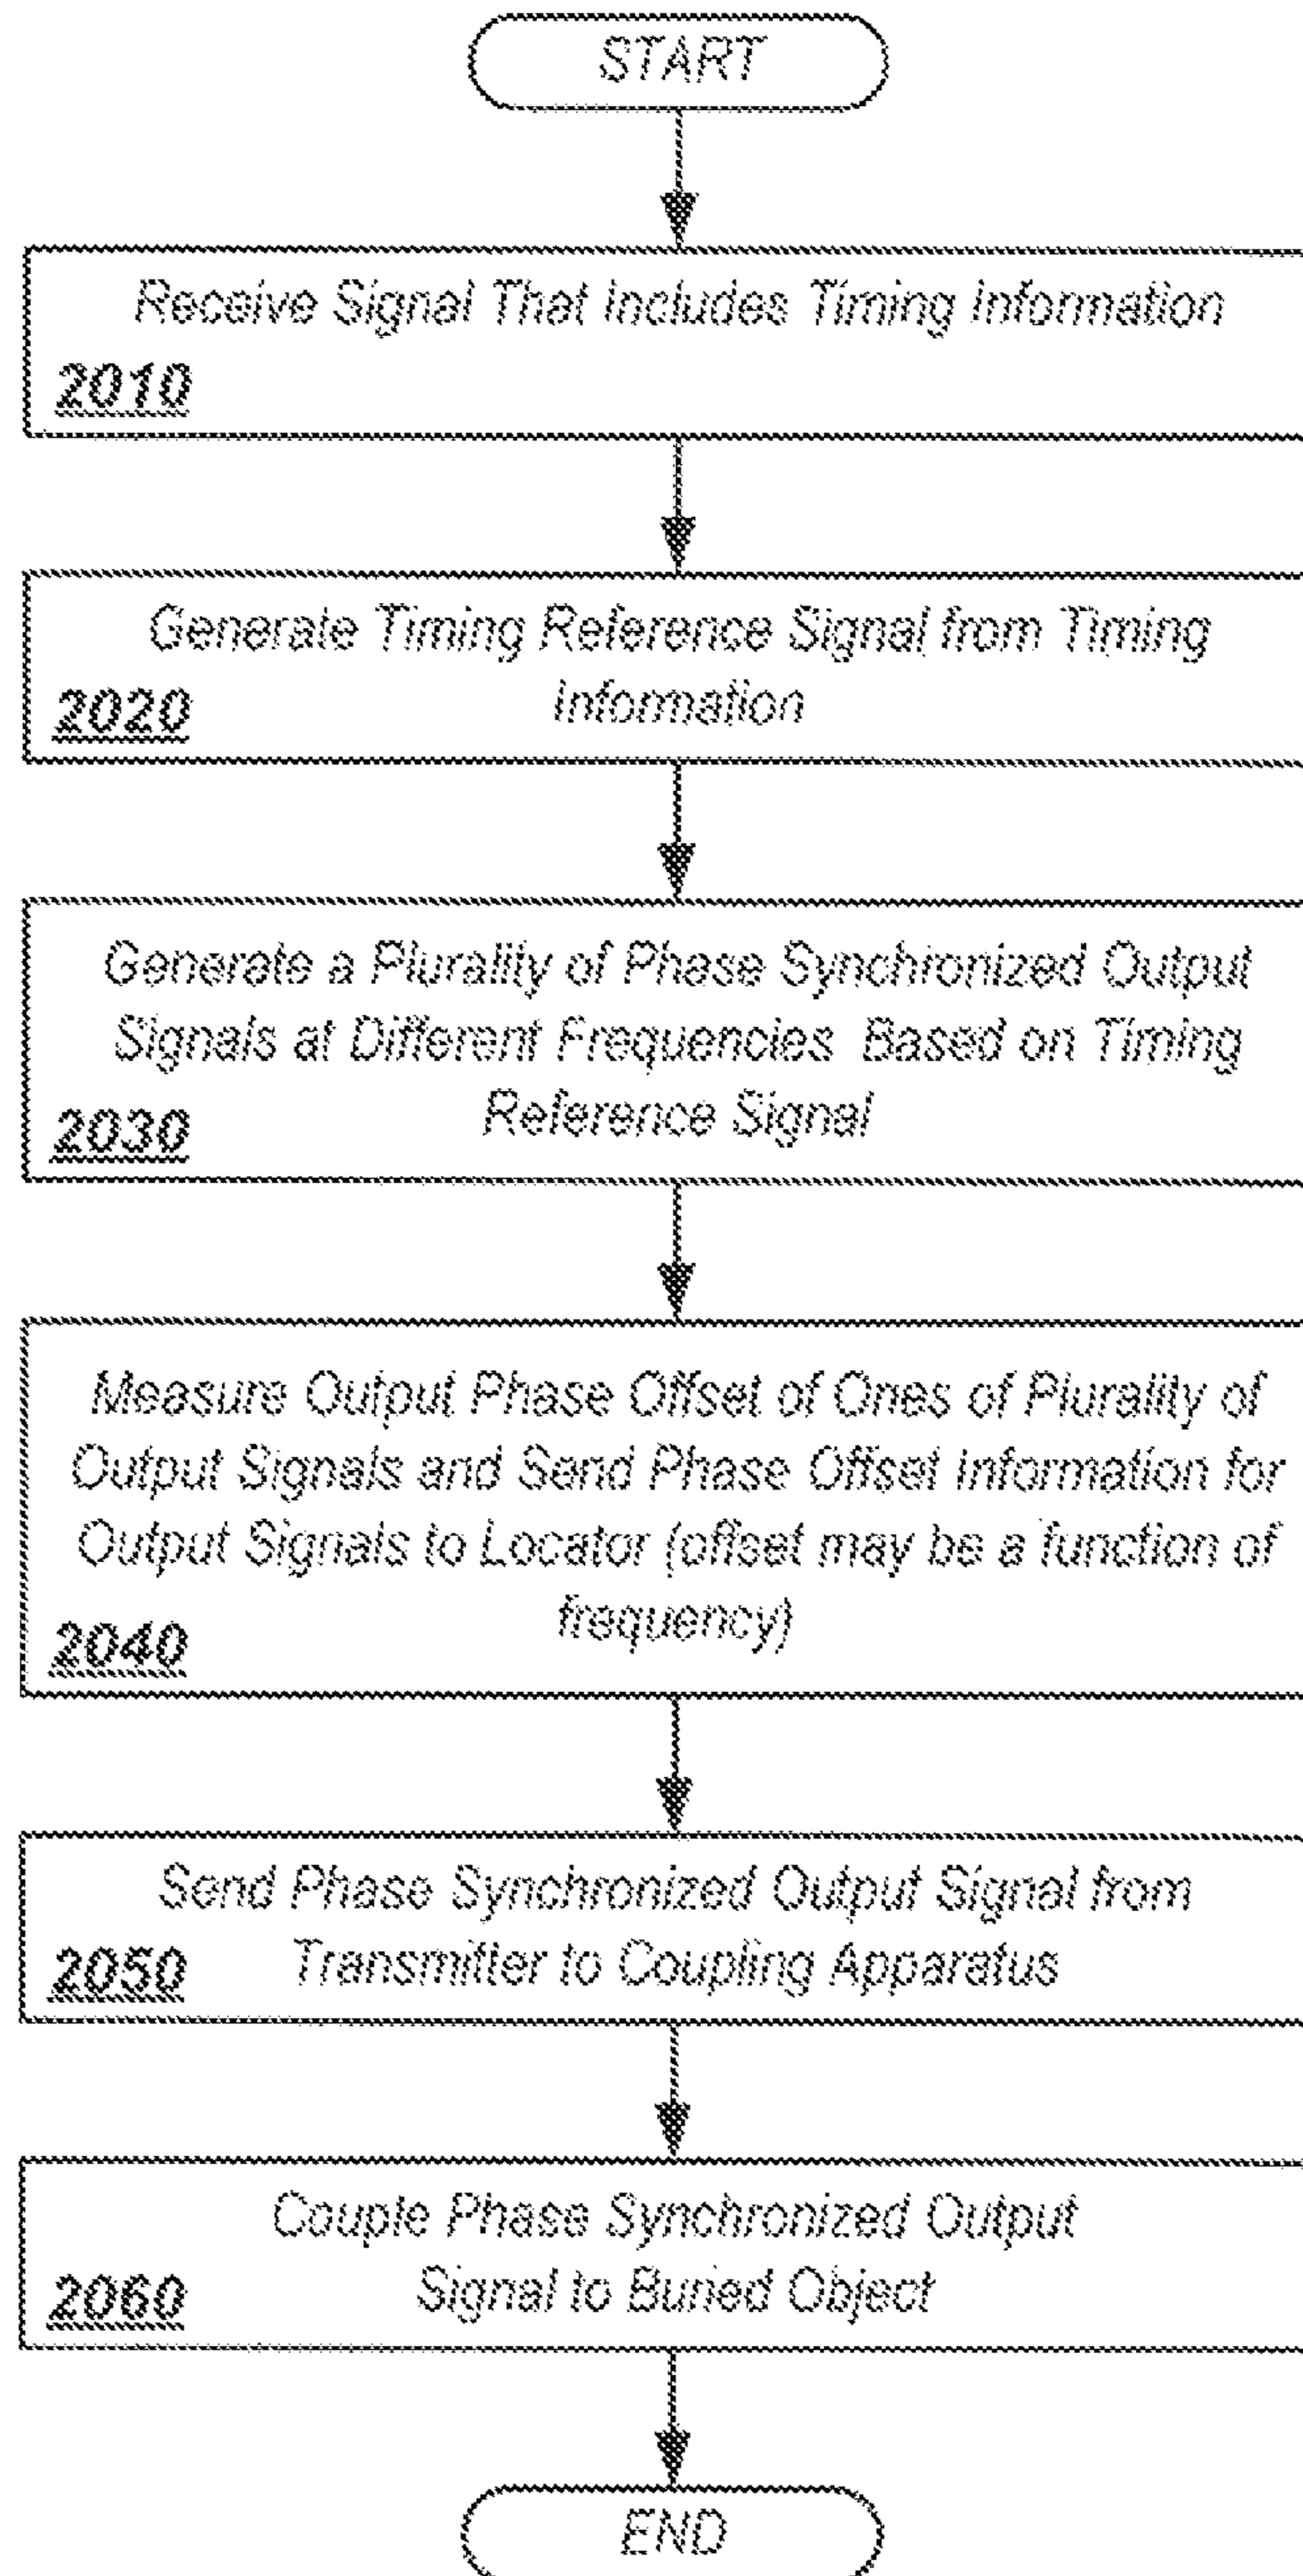 START
Receive Signal That Includes Timing Information
2010
Generate Timing Reference Signal from Timing
Information
2020
Generate a Plurality of Phase Synchronized Output
Signals at Different Frequencies Based on Timing
Reference Signal
2030
Measure Output Phase Offset of Ones of Plurality of
Output Signals and Send Phase Offset Information for
Output Signals to Locator (offset may be a function of
frequency)
2040
Send Phase Synchronized Output Signal from
Transmitter to Coupling Apparatus
2050
Couple Phase Synchronized Output
Signal to Buried Object
2060
END